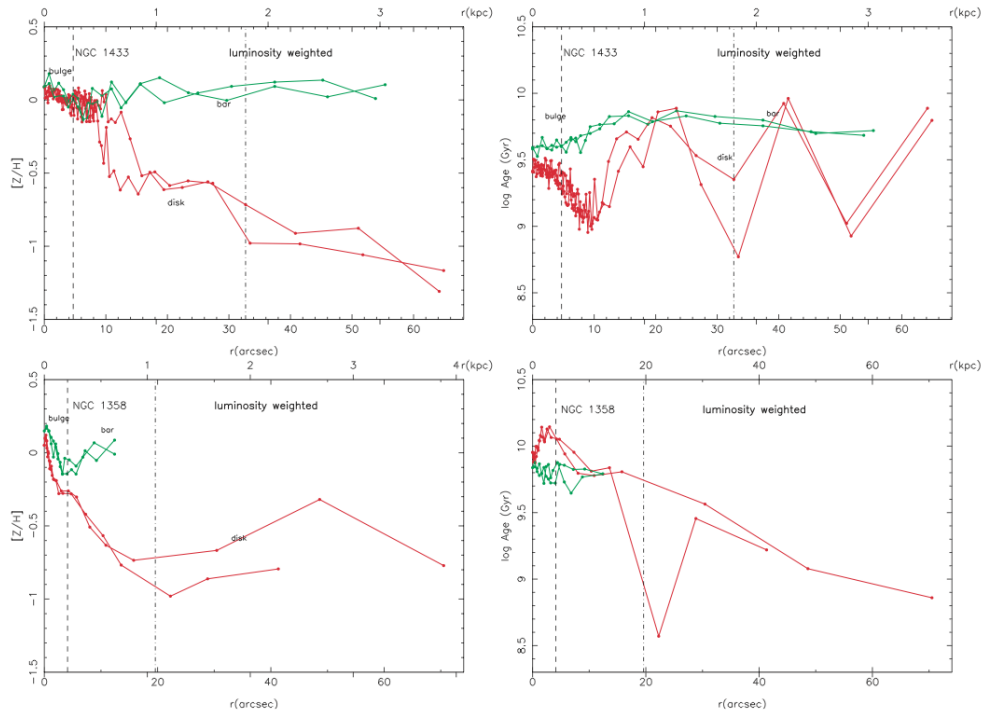 0 1 2 3 r(kpc)
NGC 1433 luminosity weighted
bulge
bar
disk
[Z/H]
0.5
0
−0.5
−1
−1.5
0 10 20 30 40 50 60
r(arcsec)
0 1 2 3 r(kpc)
NGC 1433 luminosity weighted
bulge
bar
disk
log Age (Gyr)
10.5
10
9.5
9
8.5
0 10 20 30 40 50 60
r(arcsec)
0 1 2 3 4 r(kpc)
NGC 1358 luminosity weighted
bulge
bar
disk
[Z/H]
0.5
0
−0.5
−1
−1.5
0 20 40 60
r(arcsec)
0 20 40 60 r(kpc)
NGC 1358 luminosity weighted
log Age (Gyr)
10.5
10
9.5
9
8.5
0 20 40 60
r(arcsec)